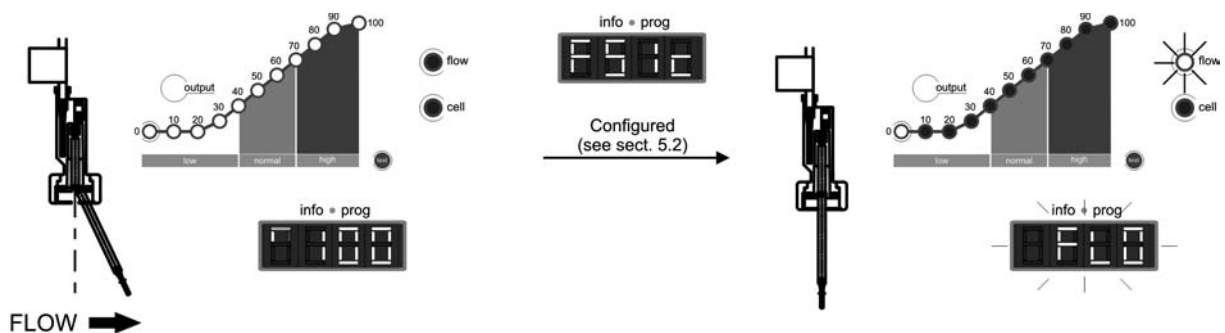 output
0
10
20
30
40
50
60
70
80
90
100
low
normal
high
flow
cell
test
info • prog
FLOW
info • prog
Configured
(see sect. 5.2)
output
0
10
20
30
40
50
60
70
80
90
100
low
normal
high
flow
cell
test
info • prog